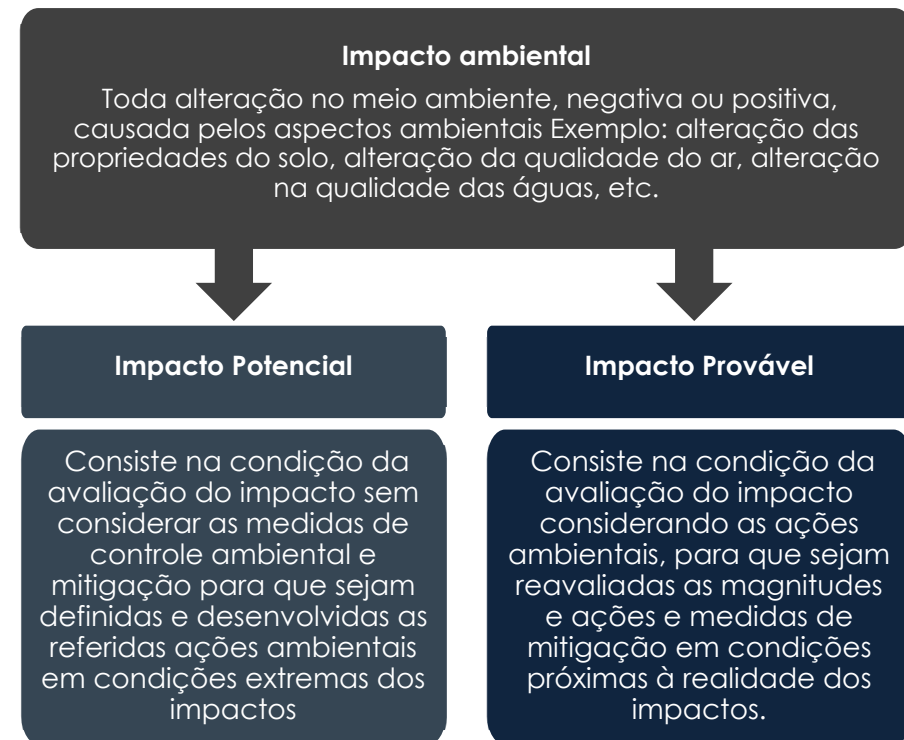 Impacto ambiental
Toda alteração no meio ambiente, negativa ou positiva,
causada pelos aspectos ambientais Exemplo: alteração das
propriedades do solo, alteração da qualidade do ar, alteração
na qualidade das águas, etc.
Impacto Potencial
Consiste na condição da
avaliação do impacto sem
considerar as medidas de
controle ambiental e
mitigação para que sejam
definidas e desenvolvidas as
referidas ações ambientais
em condições extremas dos
impactos
Impacto Provável
Consiste na condição da
avaliação do impacto
considerando as ações
ambientais, para que sejam
reavaliadas as magnitudes
e ações e medidas de
mitigação em condições
próximas à realidade dos
impactos.